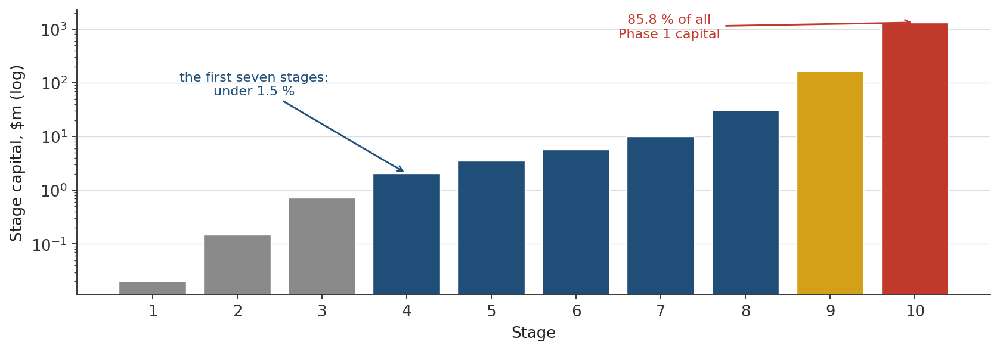 85.8 % of all
Phase 1 capital
the first seven stages:
under 1.5 %
Stage capital, $m (log)
10³
10²
10¹
10⁰
10⁻¹
1 2 3 4 5 6 7 8 9 10
Stage